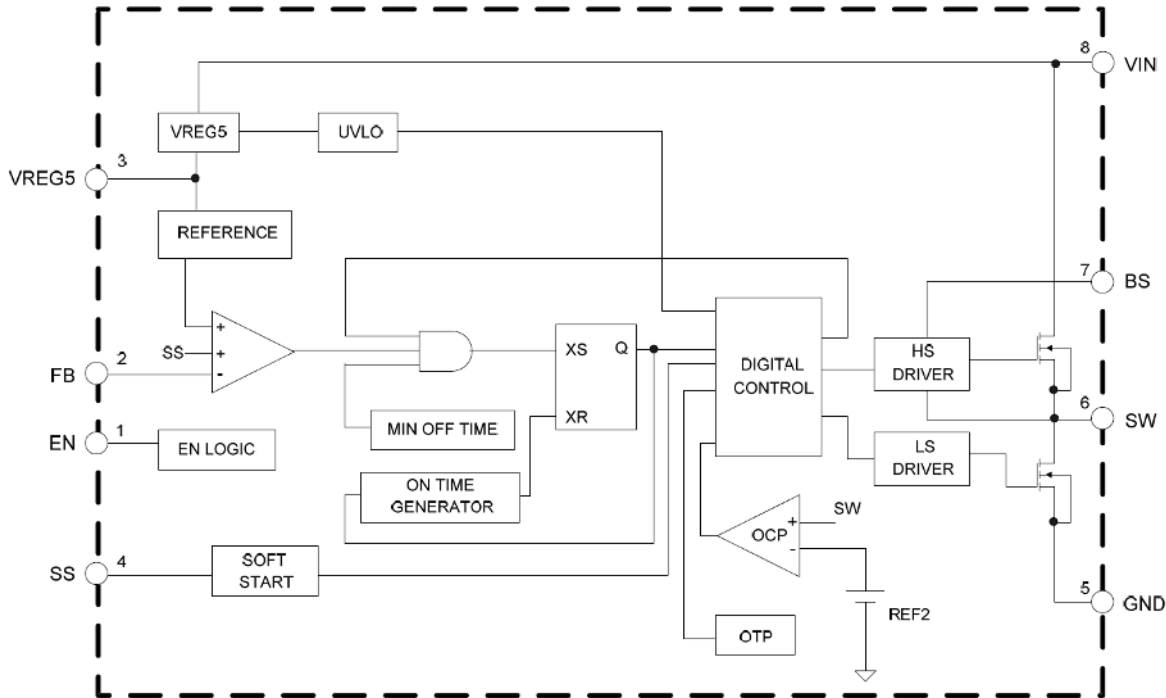 8
VIN
VREG5
UVLO
3
VREG5
REFERENCE
7
BS
+
SS
+
-
2
FB
XS
Q
XR
DIGITAL
CONTROL
HS
DRIVER
6
SW
MIN OFF TIME
1
EN
EN LOGIC
LS
DRIVER
ON TIME
GENERATOR
SW
+
OCP
-
4
SS
SOFT
START
5
GND
REF2
OTP